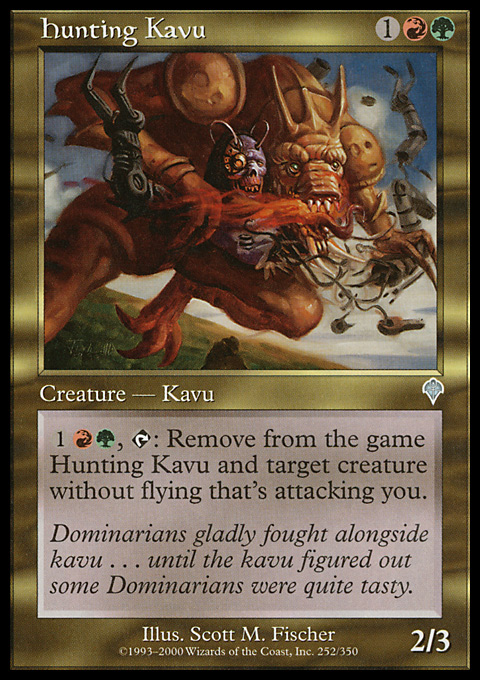 Hunting Kavu 1
Creature — Kavu
1 , : Remove from the game
Hunting Kavu and target creature
without flying that's attacking you.
Dominarians gladly fought alongside
kavu . . . until the kavu figured out
some Dominarians were quite tasty.
Illus. Scott M. Fischer
2/3
©1993–2000 Wizards of the Coast, Inc. 252/350